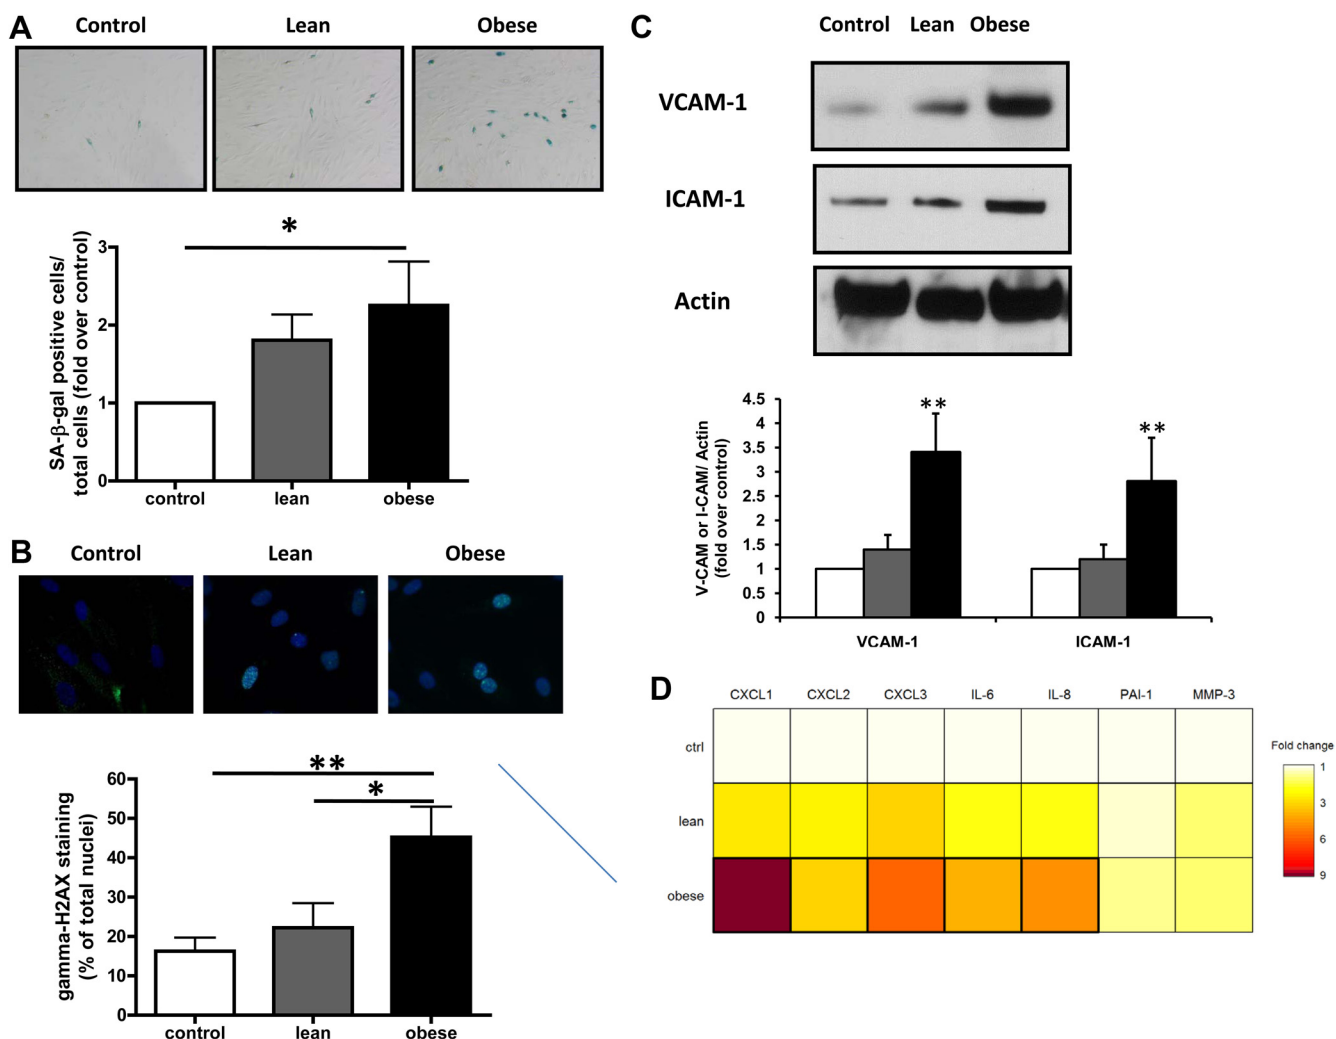 A
Control
Lean
Obese
*
SA-β-gal positive cells/
total cells (fold over control)
3
2
1
0
control
lean
obese
B
Control
Lean
Obese
**
*
gamma-H2AX staining
(% of total nuclei)
60
50
40
30
20
10
0
control
lean
obese
C
Control
Lean
Obese
VCAM-1
ICAM-1
Actin
V-CAM or I-CAM/ Actin
(fold over control)
4.5
4
3.5
3
2.5
2
1.5
1
0.5
0
**
**
VCAM-1
ICAM-1
D
CXCL1
CXCL2
CXCL3
IL-6
IL-8
PAI-1
MMP-3
ctrl
lean
obese
Fold change
1
3
6
9